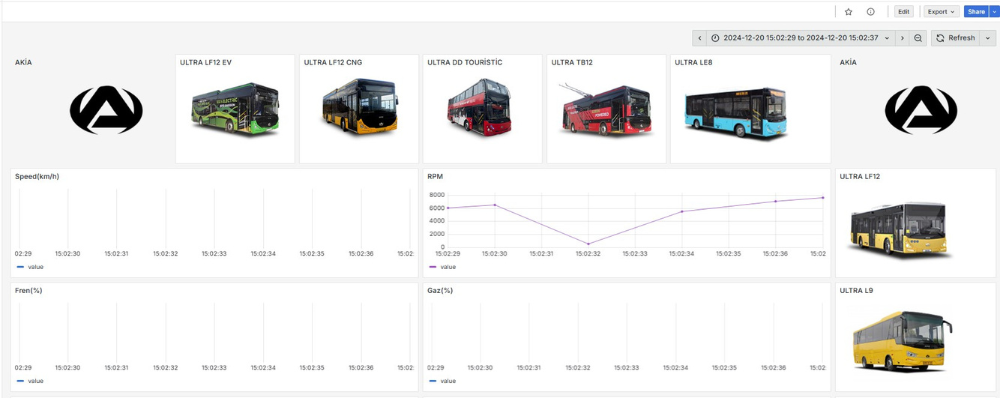 Edit
Export
Share
2024-12-20 15:02:29 to 2024-12-20 15:02:37
Refresh
AKİA
ULTRA LF12 EV
ULTRA LF12 CNG
ULTRA DD TOURİSTİC
ULTRA TB12
ULTRA LE8
AKİA
Speed(km/h)
02:29 15:02:30 15:02:31 15:02:32 15:02:33 15:02:34 15:02:35 15:02:36 15:02:
value
RPM
8000
6000
4000
2000
0
15:02:29 15:02:30 15:02:31 15:02:32 15:02:33 15:02:34 15:02:35 15:02:36 15:02
value
ULTRA LF12
Fren(%)
02:29 15:02:30 15:02:31 15:02:32 15:02:33 15:02:34 15:02:35 15:02:36 15:02:
value
Gaz(%)
02:29 15:02:30 15:02:31 15:02:32 15:02:33 15:02:34 15:02:35 15:02:36 15:02:
value
ULTRA L9